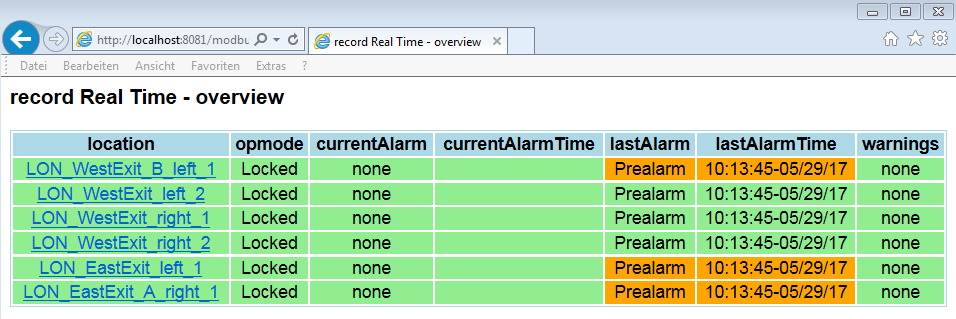 http://localhost:8081/modbu
record Real Time - overview
Datei Bearbeiten Ansicht Favoriten Extras ?
record Real Time - overview
location opmode currentAlarm currentAlarmTime lastAlarm lastAlarmTime warnings
LON_WestExit_B_left_1 Locked none Prealarm 10:13:45-05/29/17 none
LON_WestExit_left_2 Locked none Prealarm 10:13:45-05/29/17 none
LON_WestExit_right_1 Locked none Prealarm 10:13:45-05/29/17 none
LON_WestExit_right_2 Locked none Prealarm 10:13:45-05/29/17 none
LON_EastExit_left_1 Locked none Prealarm 10:13:45-05/29/17 none
LON_EastExit_A_right_1 Locked none Prealarm 10:13:45-05/29/17 none